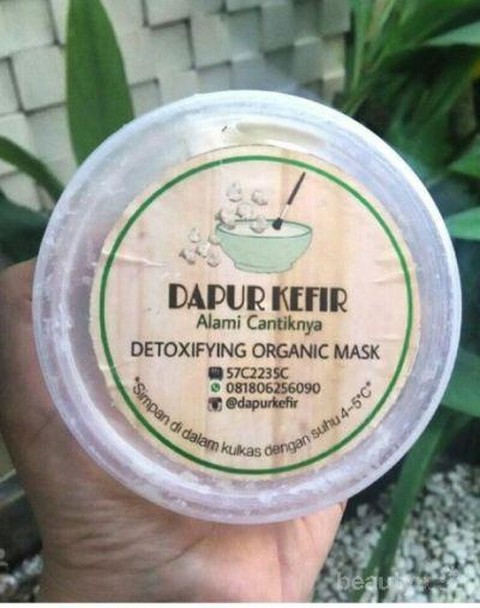 DAPUR KEFIR
Alami Cantiknya
DETOXIFYING ORGANIC MASK
57C2235C
081806256090
@dapurkefir
*Simpan di dalam kulkas dengan suhu 4-5°C*